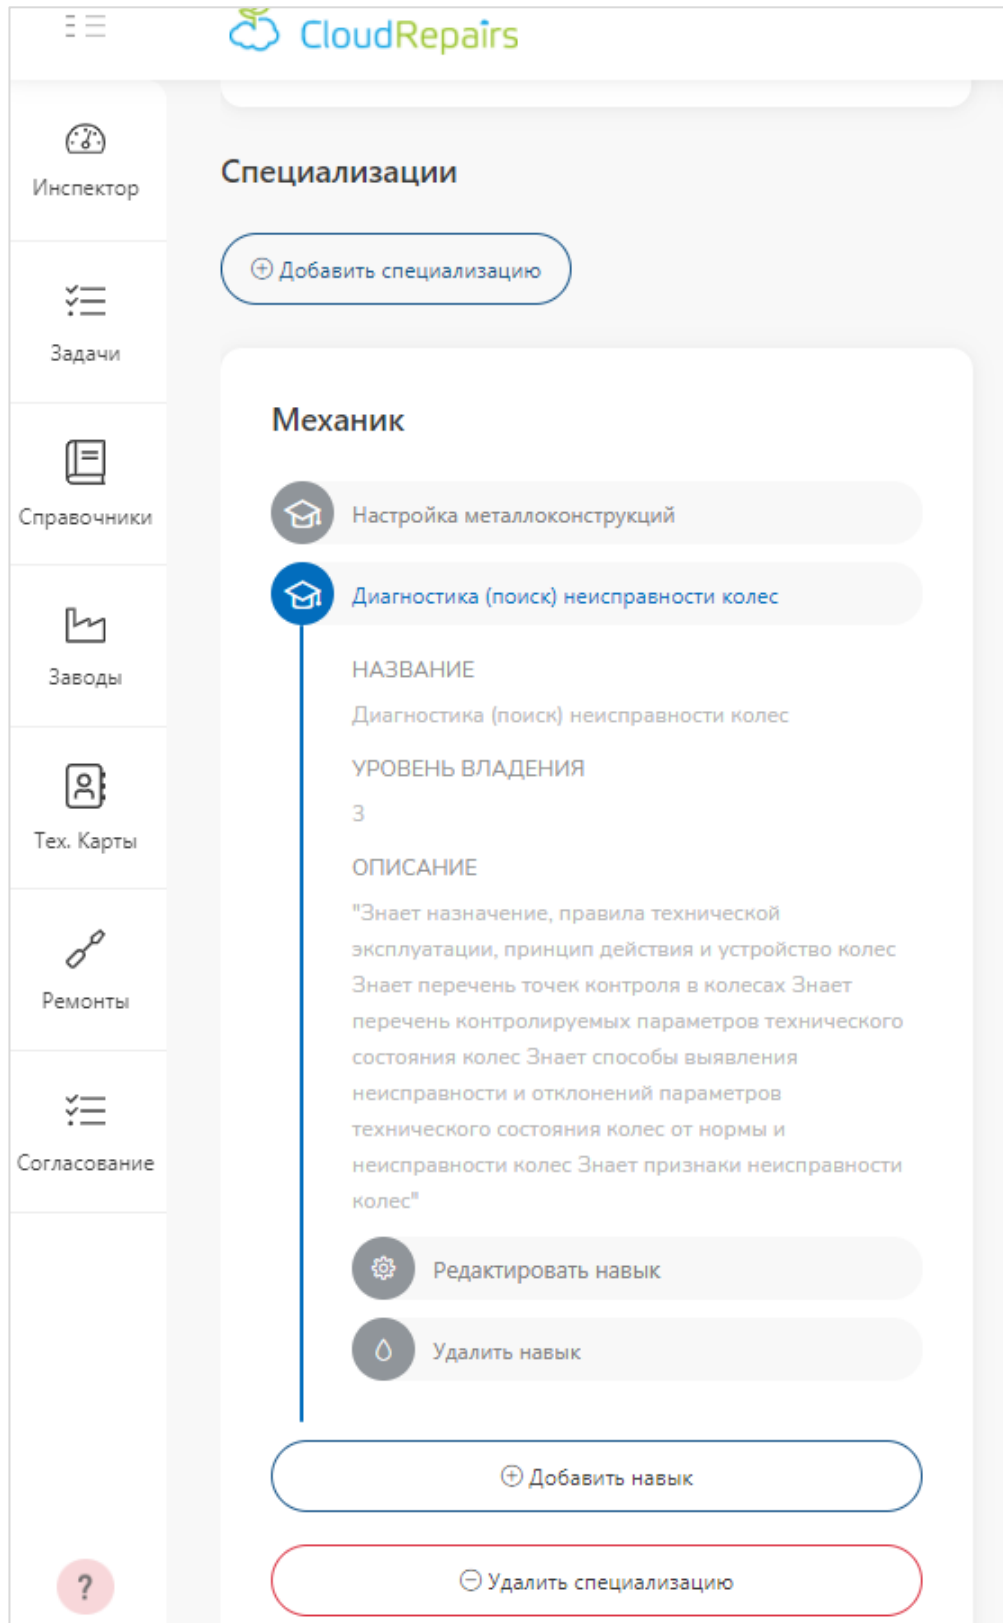 CloudRepairs
Инспектор
Задачи
Справочники
Заводы
Тех. Карты
Ремонты
Согласование
?
Специализации
Добавить специализацию
Механик
Настройка металлоконструкций
Диагностика (поиск) неисправности колес
НАЗВАНИЕ
Диагностика (поиск) неисправности колес
УРОВЕНЬ ВЛАДЕНИЯ
3
ОПИСАНИЕ
"Знает назначение, правила технической
эксплуатации, принцип действия и устройство колес
Знает перечень точек контроля в колесах Знает
перечень контролируемых параметров технического
состояния колес Знает способы выявления
неисправности и отклонений параметров
технического состояния колес от нормы и
неисправности колес Знает признаки неисправности
колес"
Редактировать навык
Удалить навык
Добавить навык
Удалить специализацию